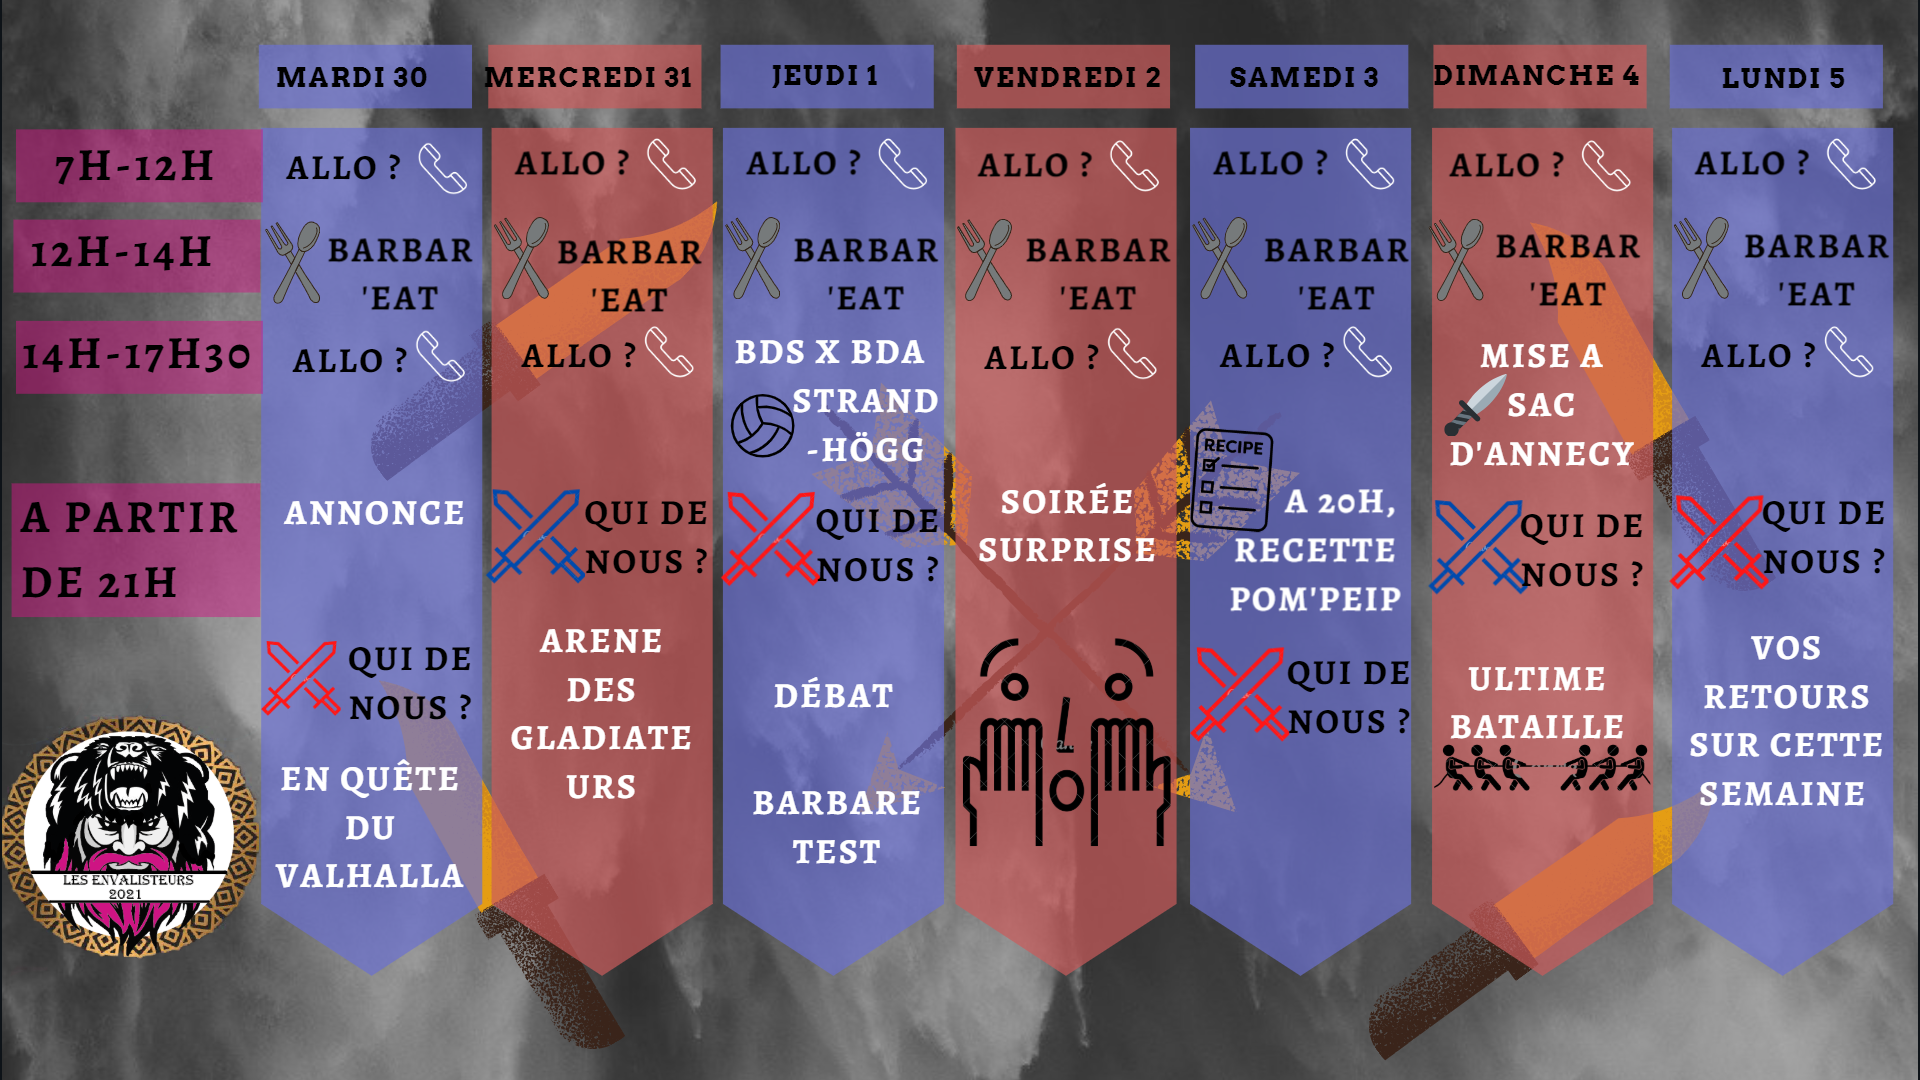 MARDI 30
MERCREDI 31
JEUDI 1
VENDREDI 2
SAMEDI 3
DIMANCHE 4
LUNDI 5
7H-12H
ALLO ?
ALLO ?
ALLO ?
ALLO ?
ALLO ?
ALLO ?
ALLO ?
12H-14H
BARBAR
'EAT
BARBAR
'EAT
BARBAR
'EAT
BARBAR
'EAT
BARBAR
'EAT
BARBAR
'EAT
BARBAR
'EAT
14H-17H30
ALLO ?
ALLO ?
BDS X BDA
STRAND
-HÖGG
ALLO ?
ALLO ?
MISE A
SAC
D'ANNECY
ALLO ?
A PARTIR
DE 21H
ANNONCE
QUI DE
NOUS ?
EN QUÊTE
DU
VALHALLA
QUI DE
NOUS ?
ARENE
DES
GLADIATE
URS
QUI DE
NOUS ?
DÉBAT
BARBARE
TEST
SOIRÉE
SURPRISE
RECIPE
A 20H,
RECETTE
POM'PEIP
QUI DE
NOUS ?
QUI DE
NOUS ?
ULTIME
BATAILLE
QUI DE
NOUS ?
VOS
RETOURS
SUR CETTE
SEMAINE
LES ENVALISTEURS
2021